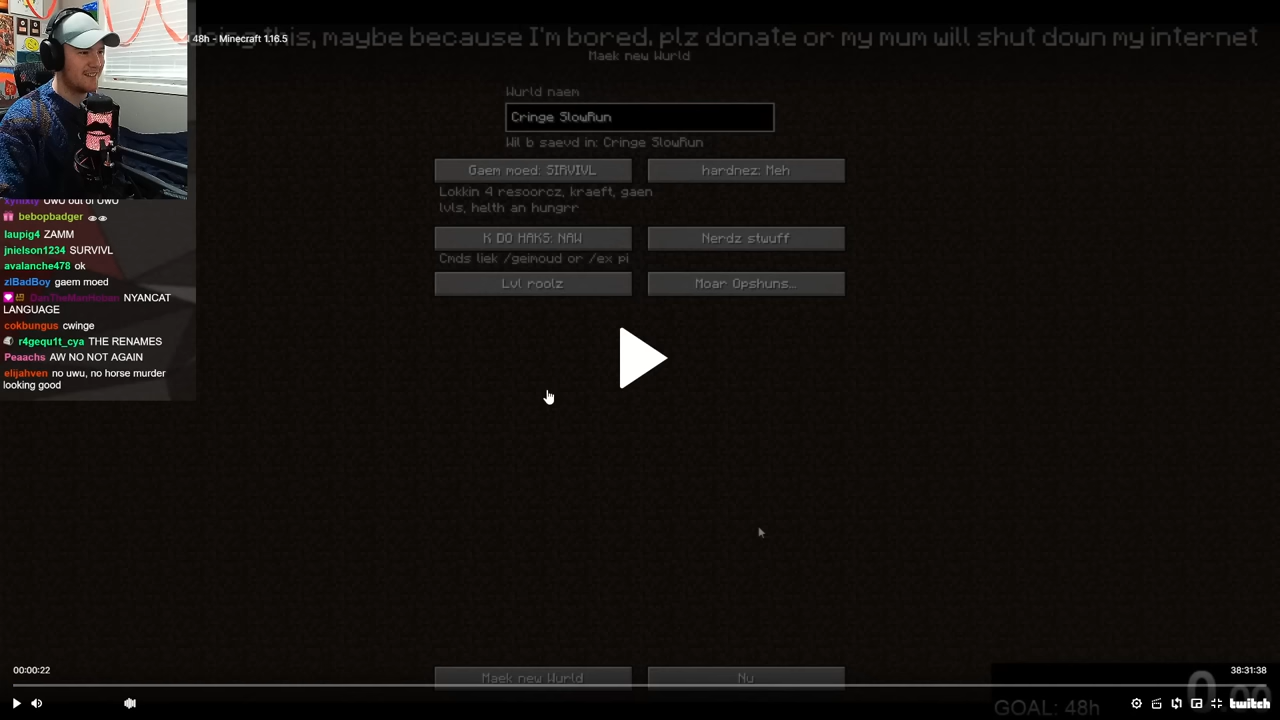 48h - Minecraft 1.16.5
doing this, maybe because I'm bored, plz donate
will slow down my internet
Maek new Wurld
Wurld naem
Cringe SlowRun
Wil b saevd in: Cringe SlowRun
Gaem moed: SIRVIVL
hardnez: Meh
Lokkin 4 resoorcz, kraeft, gaen
lvls, helth an hungrr
K DO HAKS: NAW
Nerdz stwuff
Cmds liek /geimoud or /ex pi
Lvl roolz
Moar Opshuns...
xynixty UwU out of UwU
bebopbadger
laupig4 ZAMM
jnielson1234 SURVIVL
avalanche478 ok
zlBadBoy gaem moed
NYANCAT
LANGUAGE
cokbungus cwinge
r4gequ1t_cya THE RENAMES
Peaachs AW NO NOT AGAIN
elijahven no uwu, no horse murder
looking good
Maek new Wurld
Nu
00:00:22
38:31:38
GOAL: 48h
twitch